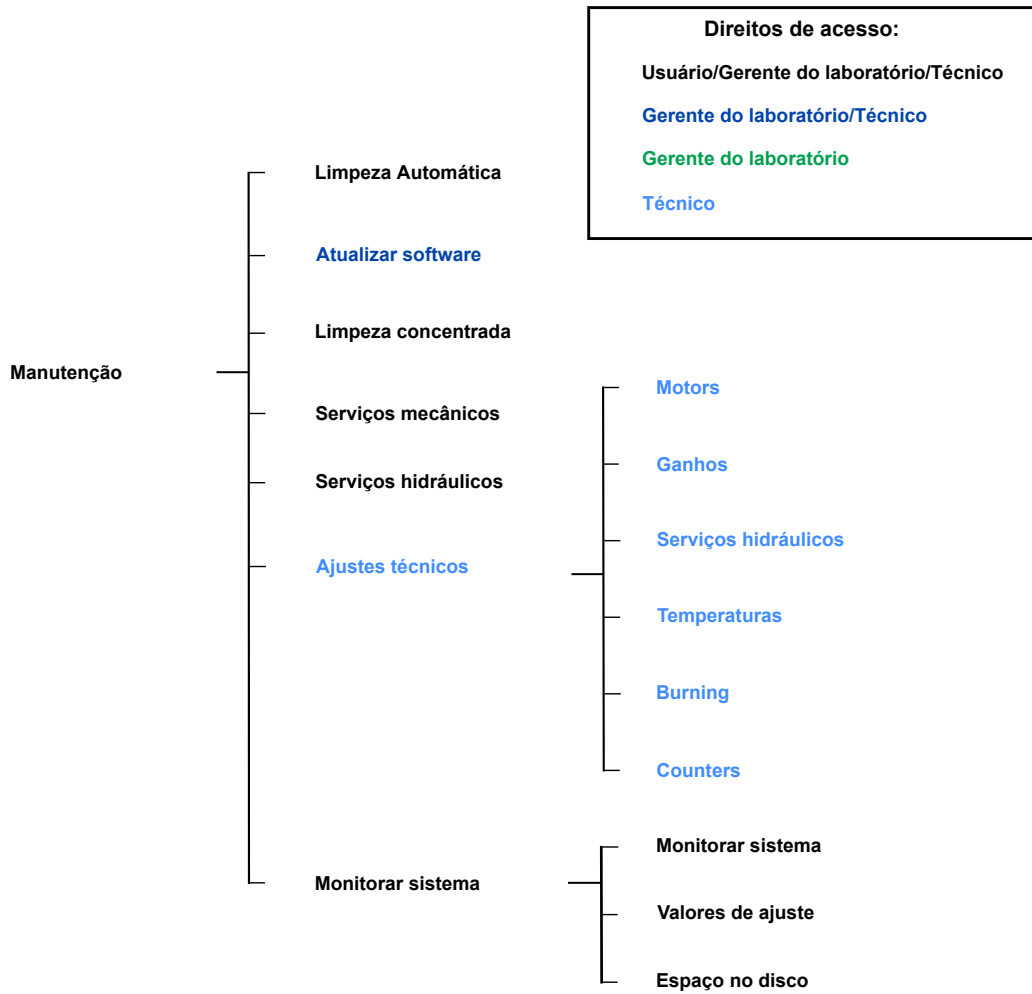 Direitos de acesso:
Usuário/Gerente do laboratório/Técnico
Gerente do laboratório/Técnico
Gerente do laboratório
Técnico
Manutenção
Limpeza Automática
Atualizar software
Limpeza concentrada
Serviços mecânicos
Serviços hidráulicos
Ajustes técnicos
Motors
Ganhos
Serviços hidráulicos
Temperaturas
Burning
Counters
Monitorar sistema
Monitorar sistema
Valores de ajuste
Espaço no disco